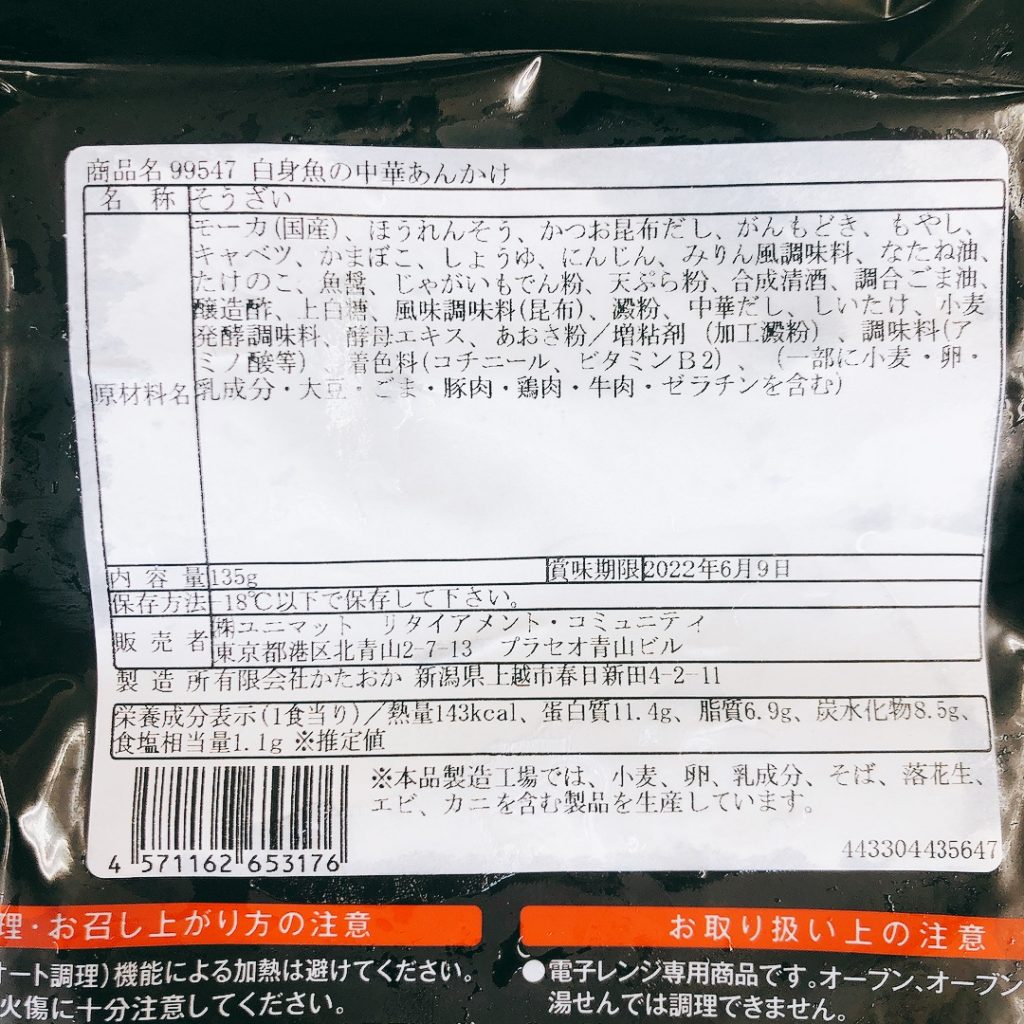 商品名 99547 白身魚の中華あんかけ
名 称 そうざい
原材料名
モーカ(国産)、ほうれんそう、かつお昆布だし、がんもどき、もやし、
キャベツ、かまぼこ、しょうゆ、にんじん、みりん風調味料、なたね油、
たけのこ、魚醤、じゃがいもでん粉、天ぷら粉、合成清酒、調合ごま油、
醸造酢、上白糖、風味調味料(昆布)、澱粉、中華だし、しいたけ、小麦
発酵調味料、酵母エキス、あおさ粉/増粘剤(加工澱粉)、調味料(ア
ミノ酸等)、着色料(コチニール、ビタミンB2)、(一部に小麦・卵・
乳成分・大豆・ごま・豚肉・鶏肉・牛肉・ゼラチンを含む)
内 容 量 135g 賞味期限 2022年6月9日
保存方法 -18℃以下で保存して下さい。
販 売 者
㈱ユニマット リタイアメント・コミュニティ
東京都港区北青山2-7-13 プラセオ青山ビル
製 造 所 有限会社かたおか 新潟県上越市春日新田4-2-11
栄養成分表示(1食当り)/熱量143kcal、蛋白質11.4g、脂質6.9g、炭水化物8.5g、
食塩相当量1.1g ※推定値
※本品製造工場では、小麦、卵、乳成分、そば、落花生、
エビ、カニを含む製品を生産しています。
4 571162 653176
443304435647
理・お召し上がり方の注意
ート調理)機能による加熱は避けてください。
火傷に十分注意してください。
お取り扱い上の注意
●電子レンジ専用商品です。オーブン、オーブン
湯せんでは調理できません。